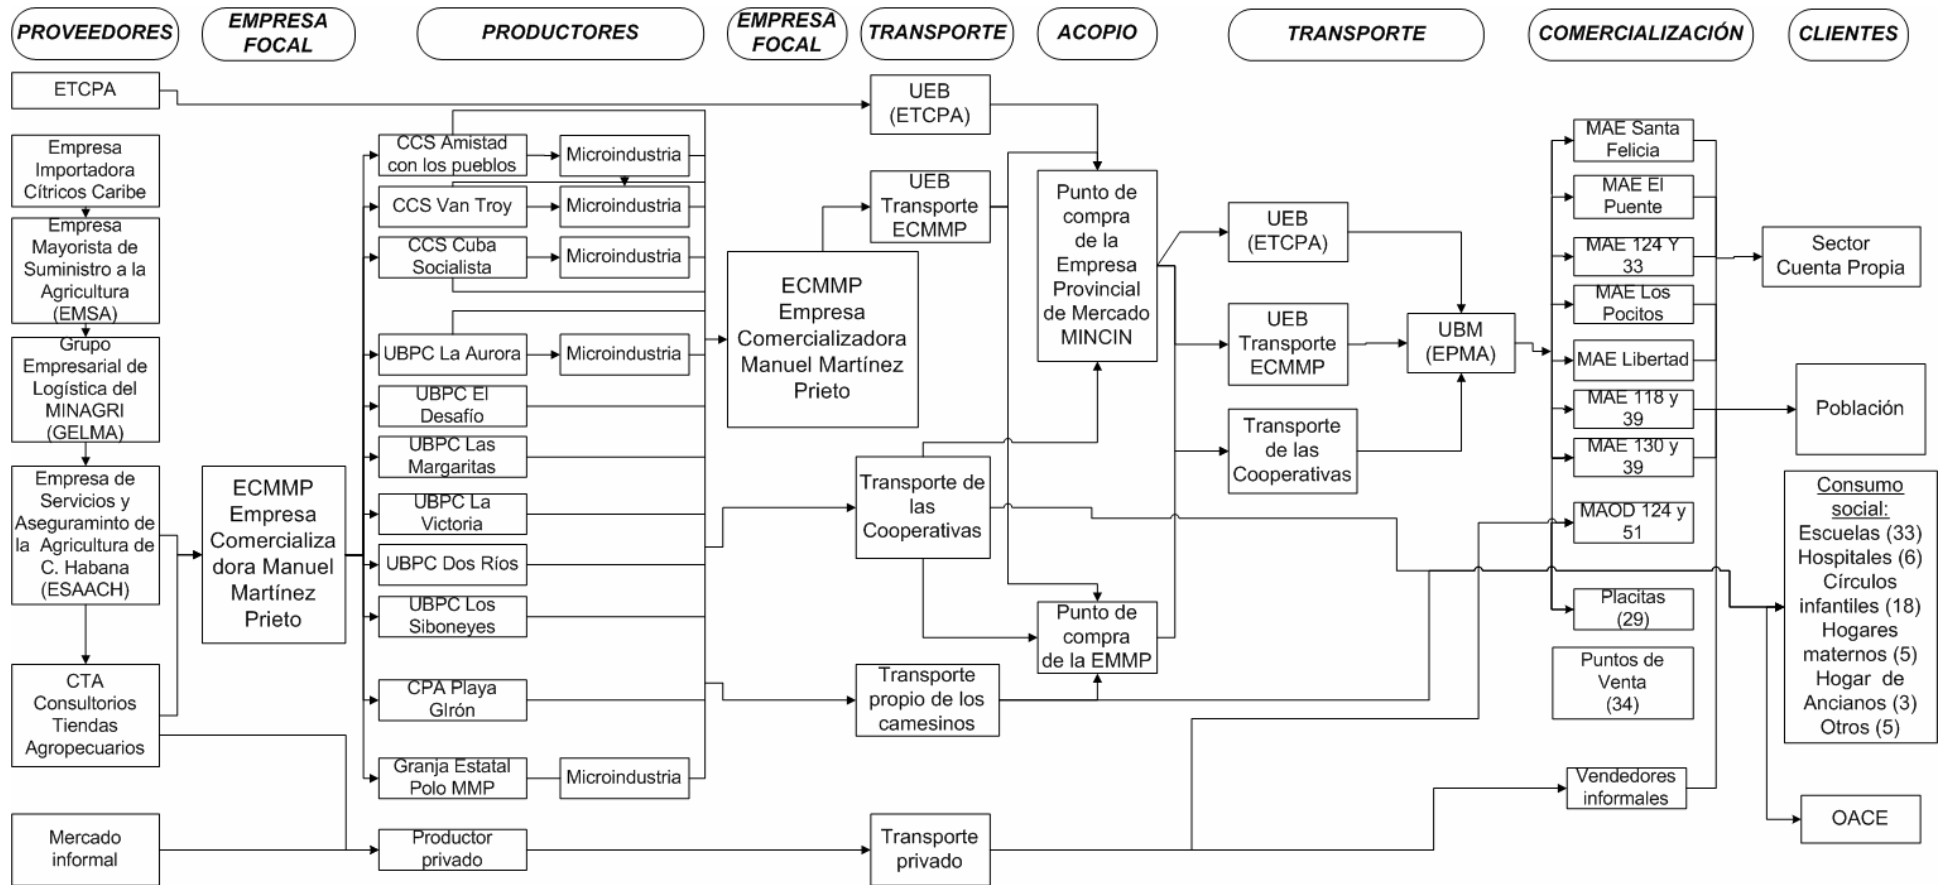 PROVEEDORES
EMPRESA
FOCAL
PRODUCTORES
EMPRESA
FOCAL
TRANSPORTE
ACOPIO
TRANSPORTE
COMERCIALIZACIÓN
CLIENTES
ETCPA
Empresa
Importadora
Cítricos Caribe
Empresa
Mayorista de
Suministro a la
Agricultura
(EMSA)
Grupo
Empresarial de
Logística del
MINAGRI
(GELMA)
Empresa de
Servicios y
Aseguraminto de
la Agricultura de
C. Habana
(ESAACH)
CTA
Consultorios
Tiendas
Agropecuarios
Mercado
informal
ECMMP
Empresa
Comercializa
dora Manuel
Martínez
Prieto
CCS Amistad
con los pueblos
Microindustria
CCS Van Troy
Microindustria
CCS Cuba
Socialista
Microindustria
UBPC La Aurora
Microindustria
UBPC El
Desafío
UBPC Las
Margaritas
UBPC La
Victoria
UBPC Dos Ríos
UBPC Los
Siboneyes
CPA Playa
GIrón
Granja Estatal
Polo MMP
Microindustria
Productor
privado
ECMMP
Empresa
Comercializadora
Manuel Martínez
Prieto
UEB
(ETCPA)
UEB
Transporte
ECMMP
Transporte de
las
Cooperativas
Transporte
propio de los
camesinos
Transporte
privado
Punto de
compra
de la
Empresa
Provincial
de Mercado
MINCIN
Punto de
compra
de la EMMP
UEB
(ETCPA)
UEB
Transporte
ECMMP
Transporte
de las
Cooperativas
UBM
(EPMA)
MAE Santa
Felicia
MAE El
Puente
MAE 124 Y
33
MAE Los
Pocitos
MAE Libertad
MAE 118 y
39
MAE 130 y
39
MAOD 124 y
51
Placitas
(29)
Puntos de
Venta
(34)
Vendedores
informales
Sector
Cuenta Propia
Población
Consumo
social:
Escuelas (33)
Hospitales (6)
Círculos
infantiles (18)
Hogares
maternos (5)
Hogar de
Ancianos (3)
Otros (5)
OACE